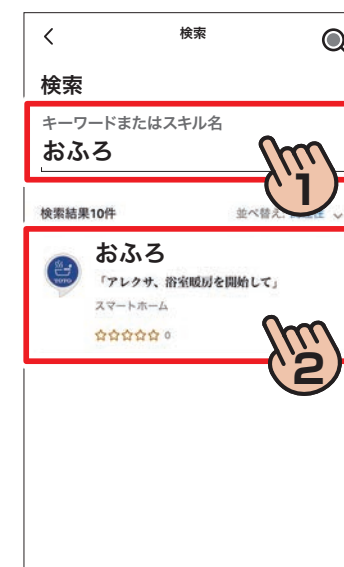 検索
検索
キーワードまたはスキル名
おふろ
1
検索結果10件
並べ替え
おふろ
「アレクサ、浴室暖房を開始して」
TOTO
スマートホーム
0
2